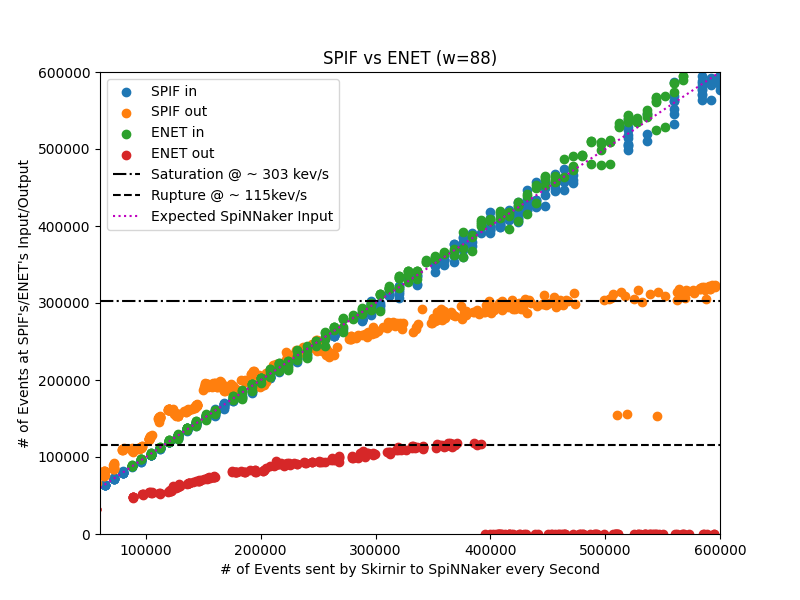 SPIF vs ENET (w=88)
600000
500000
400000
300000
200000
100000
0
# of Events at SPIF's/ENET's Input/Output
SPIF in
SPIF out
ENET in
ENET out
Saturation @ ~ 303 kev/s
Rupture @ ~ 115kev/s
Expected SpiNNaker Input
100000 200000 300000 400000 500000 600000
# of Events sent by Skirnir to SpiNNaker every Second